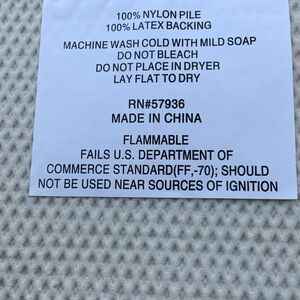 100% NYLON PILE
100% LATEX BACKING
MACHINE WASH COLD WITH MILD SOAP
DO NOT BLEACH
DO NOT PLACE IN DRYER
LAY FLAT TO DRY
RN#57936
MADE IN CHINA
FLAMMABLE
FAILS U.S. DEPARTMENT OF
COMMERCE STANDARD(FF,-70); SHOULD
NOT BE USED NEAR SOURCES OF IGNITION